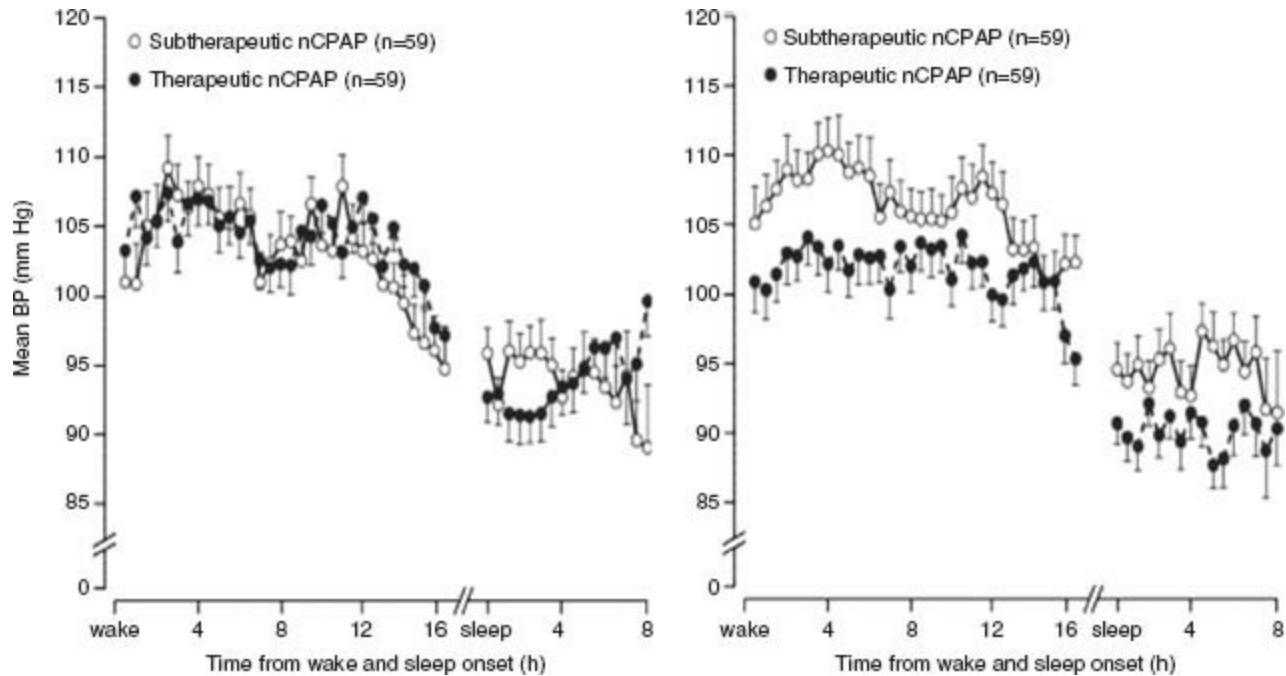 120
115
110
105
100
95
90
85
0
Mean BP (mm Hg)
Subtherapeutic nCPAP (n=59)
Therapeutic nCPAP (n=59)
wake 4 8 12 16 sleep 4 8
Time from wake and sleep onset (h)
120
115
110
105
100
95
90
85
0
Subtherapeutic nCPAP (n=59)
Therapeutic nCPAP (n=59)
wake 4 8 12 16 sleep 4 8
Time from wake and sleep onset (h)